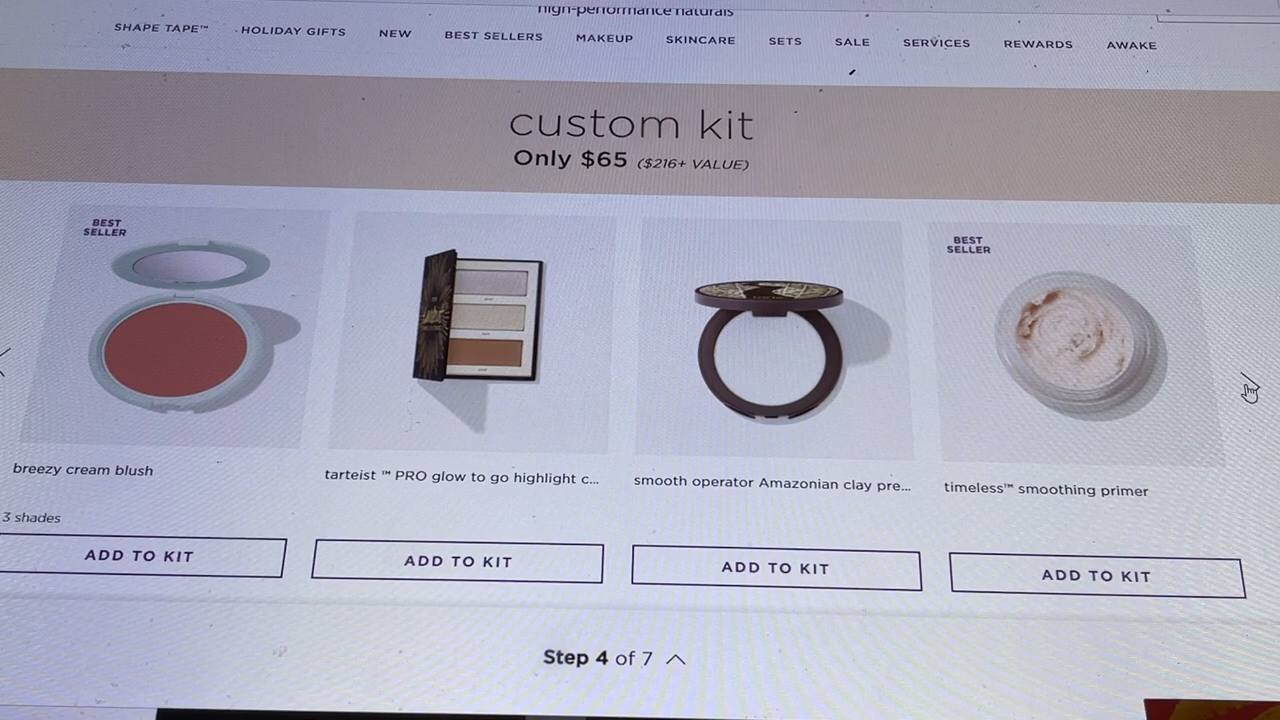 high-performance naturals
SHAPE TAPE™ HOLIDAY GIFTS NEW BEST SELLERS MAKEUP SKINCARE SETS SALE SERVICES REWARDS AWAKE
custom kit
Only $65 ($216+ VALUE)
BEST
SELLER
BEST
SELLER
breezy cream blush
tarteist ™ PRO glow to go highlight c...
smooth operator Amazonian clay pre...
timeless™ smoothing primer
3 shades
ADD TO KIT
ADD TO KIT
ADD TO KIT
ADD TO KIT
Step 4 of 7